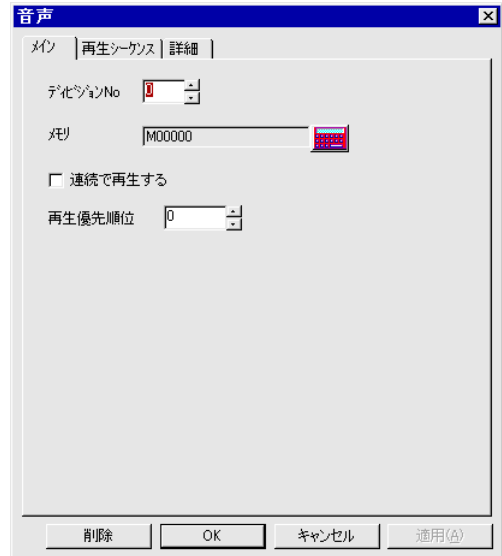 音声
ﾒｲﾝ 再生ｼｰｹﾝｽ 詳細
ﾃﾞｨﾋﾞｼﾞｮﾝNo 0
ﾒﾓﾘ M00000
連続で再生する
再生優先順位 0
削除 OK キャンセル 適用(A)